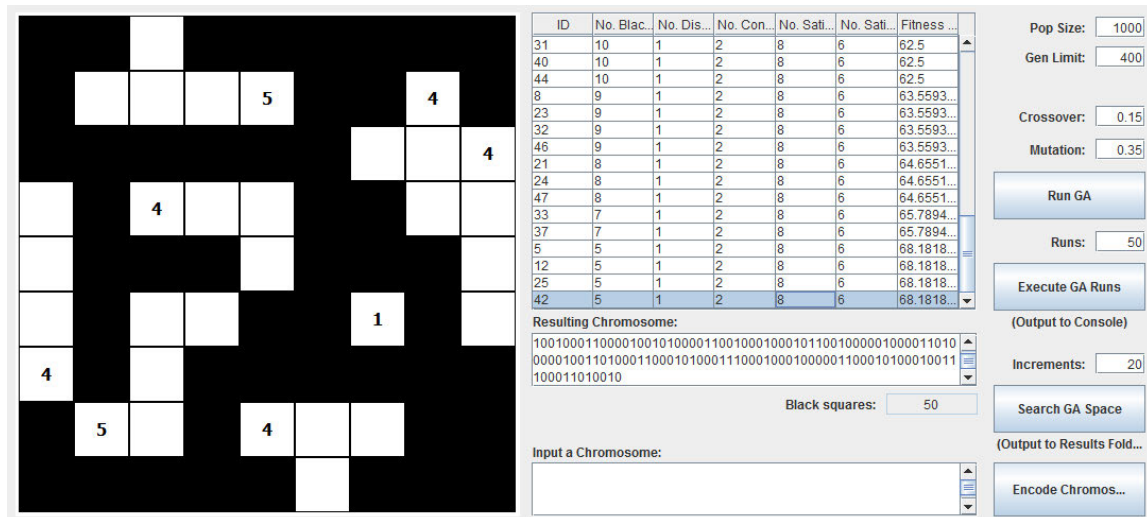 5 4
4
4
1
4
5 4
ID No. Blac... No. Dis... No. Con... No. Sati... No. Sati... Fitness ...
31 10 1 2 8 6 62.5
40 10 1 2 8 6 62.5
44 10 1 2 8 6 62.5
8 9 1 2 8 6 63.5593...
23 9 1 2 8 6 63.5593...
32 9 1 2 8 6 63.5593...
46 9 1 2 8 6 63.5593...
21 8 1 2 8 6 64.6551...
24 8 1 2 8 6 64.6551...
47 8 1 2 8 6 64.6551...
33 7 1 2 8 6 65.7894...
37 7 1 2 8 6 65.7894...
5 5 1 2 8 6 68.1818...
12 5 1 2 8 6 68.1818...
25 5 1 2 8 6 68.1818...
42 5 1 2 8 6 68.1818...
Resulting Chromosome:
100100011000010010100001100100010001011001000001000011010
000010011010001100010100011100010001000001100010100010011
100011010010
Black squares: 50
Input a Chromosome:
Pop Size: 1000
Gen Limit: 400
Crossover: 0.15
Mutation: 0.35
Run GA
Runs: 50
Execute GA Runs
(Output to Console)
Increments: 20
Search GA Space
(Output to Results Fold...
Encode Chromos...